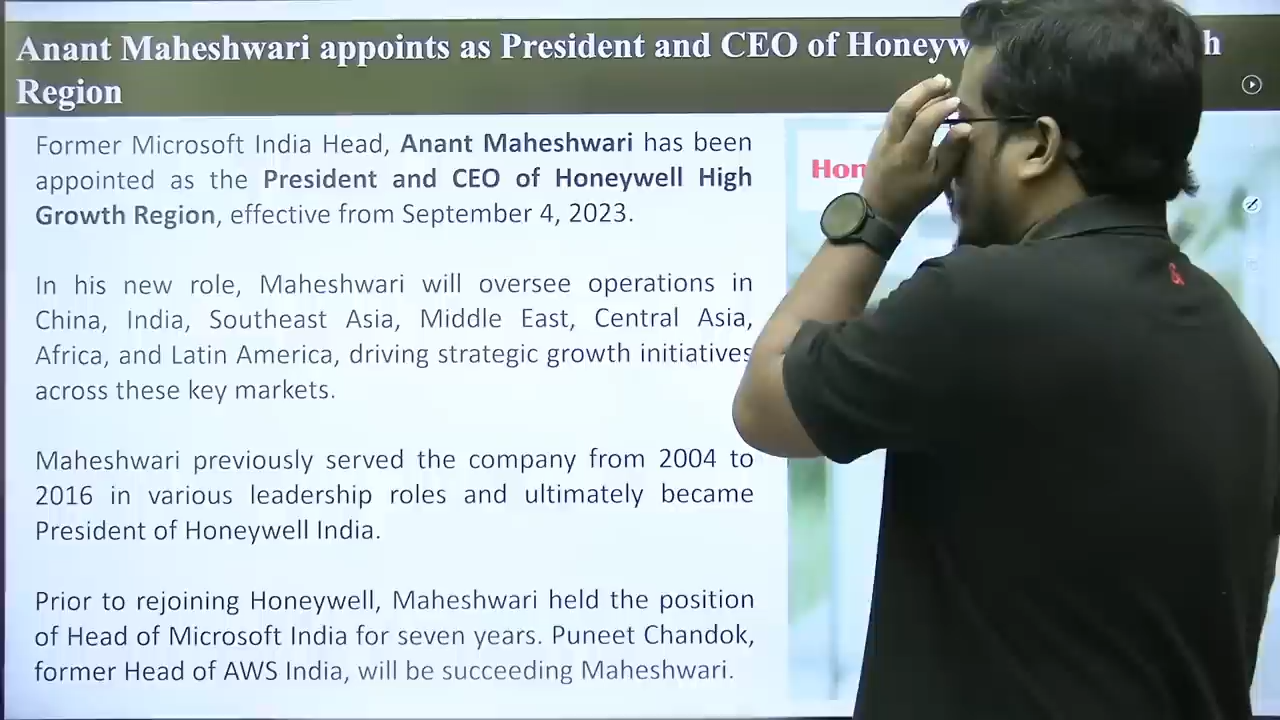 Anant Maheshwari appoints as President and CEO of
Region
Former Microsoft India Head, Anant Maheshwari has been
appointed as the President and CEO of Honeywell High
Growth Region, effective from September 4, 2023.
In his new role, Maheshwari will oversee operations in
China, India, Southeast Asia, Middle East, Central Asia,
Africa, and Latin America, driving strategic growth initiatives
across these key markets.
Maheshwari previously served the company from 2004 to
2016 in various leadership roles and ultimately became
President of Honeywell India.
Prior to rejoining Honeywell, Maheshwari held the position
of Head of Microsoft India for seven years. Puneet Chandok,
former Head of AWS India, will be succeeding Maheshwari.